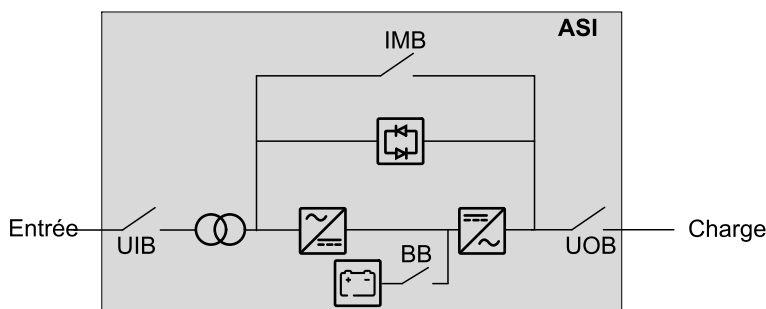 ASI
IMB
Entrée
UIB
BB
UOB
Charge